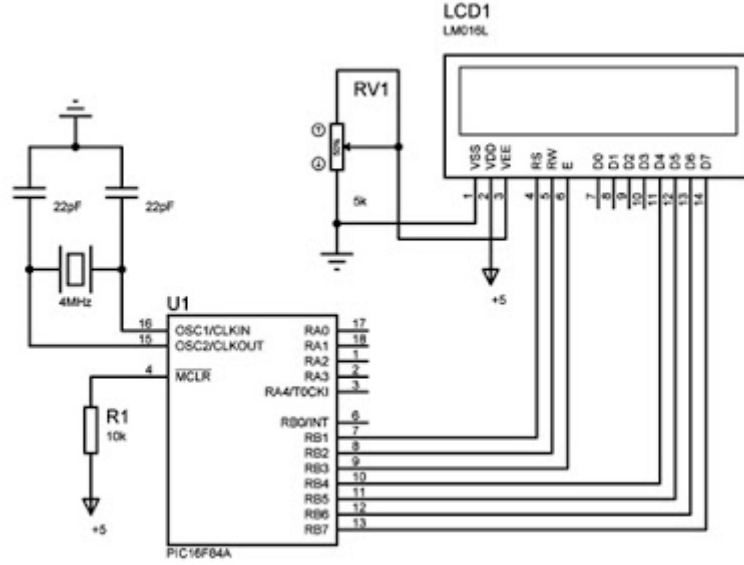 LCD1
LM016L
RV1
50%
5k
VSS
VDD
VEE
RS
RW
E
D0
D1
D2
D3
D4
D5
D6
D7
1
2
3
4
5
6
7
8
9
10
11
12
13
14
+5
22pF
22pF
4MHz
U1
16
OSC1/CLKIN
15
OSC2/CLKOUT
4
MCLR
RA0
17
RA1
18
RA2
1
RA3
2
RA4/T0CKI
3
RB0/INT
6
RB1
7
RB2
8
RB3
9
RB4
10
RB5
11
RB6
12
RB7
13
R1
10k
+5
PIC16F84A